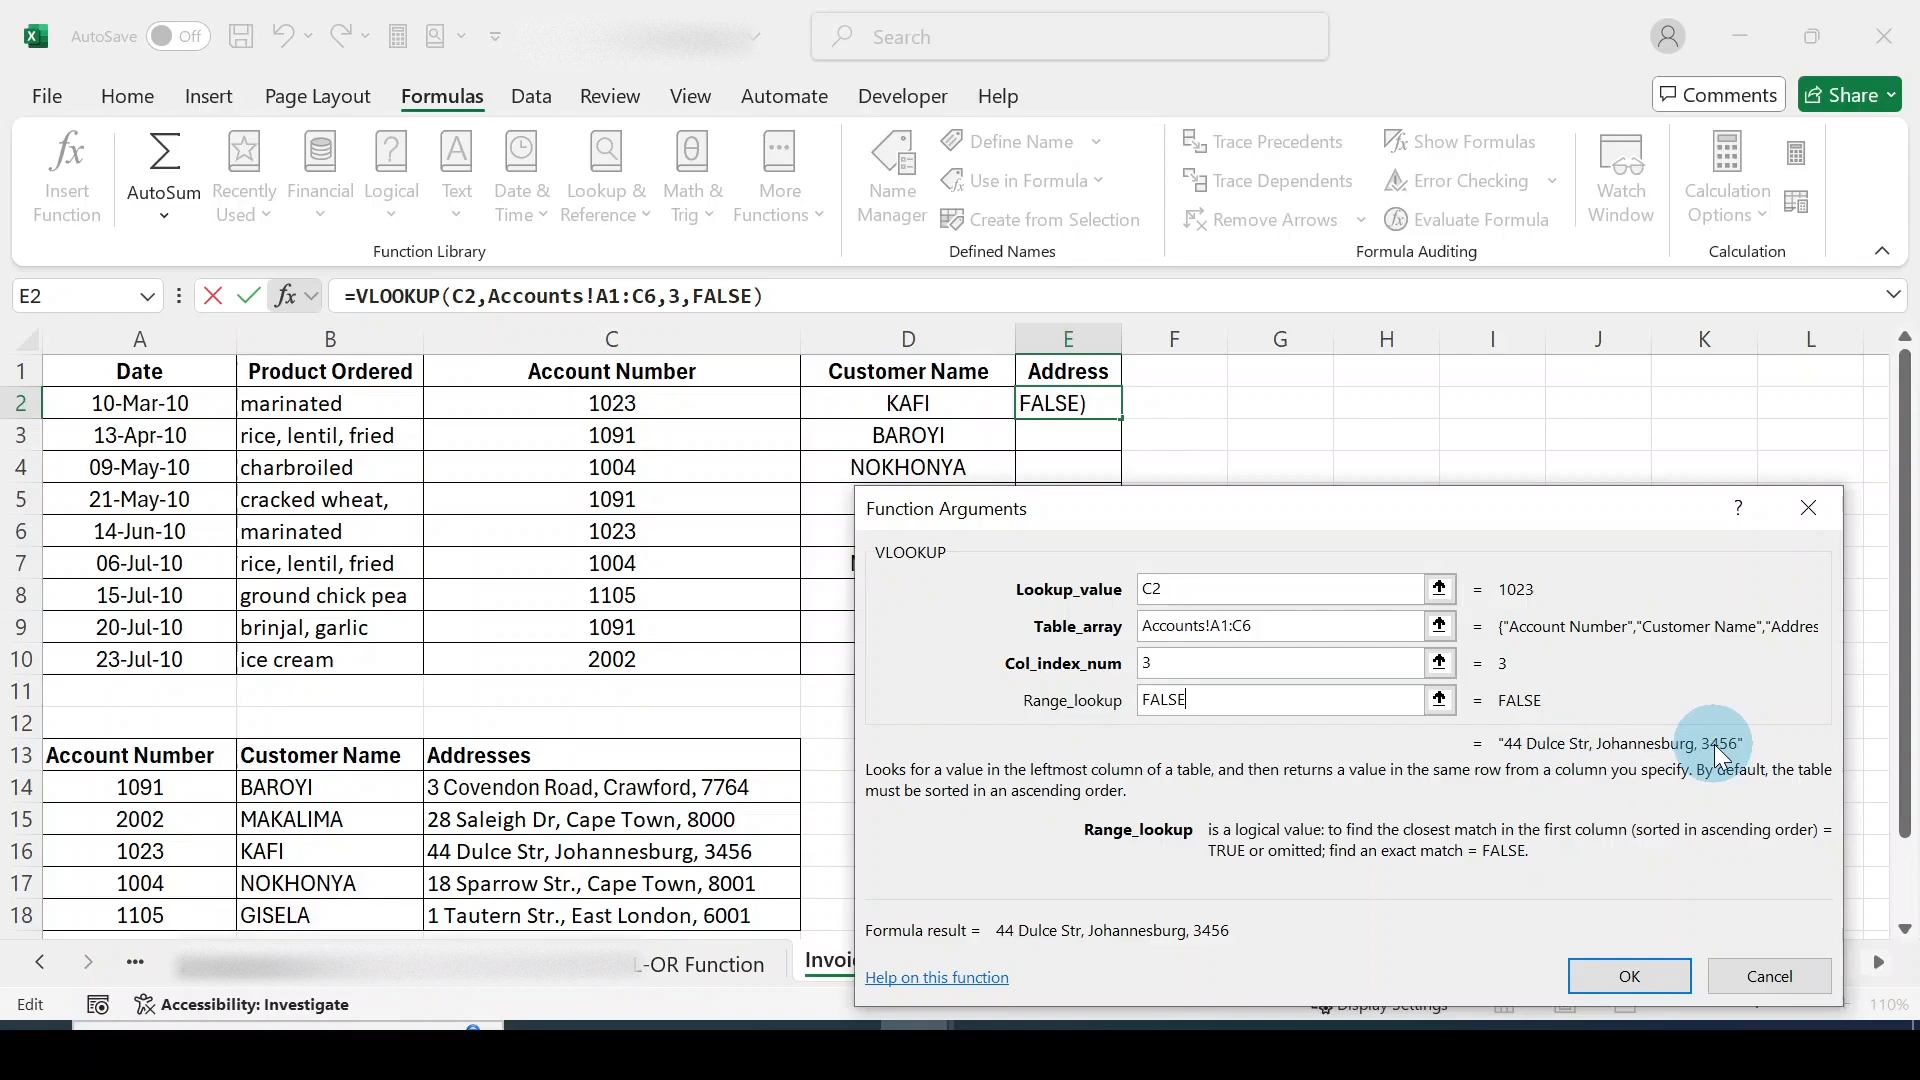 AutoSave Off Search
File Home Insert Page Layout Formulas Data Review View Automate Developer Help Comments Share
Insert Function AutoSum Recently Used Financial Logical Text Date & Time Lookup & Reference Math & Trig More Functions
Name Manager Define Name Use in Formula Create from Selection
Trace Precedents Trace Dependents Remove Arrows Show Formulas Error Checking Evaluate Formula
Watch Window Calculation Options
Function Library Defined Names Formula Auditing Calculation
E2 fx =VLOOKUP(C2,Accounts!A1:C6,3,FALSE)
A B C D E F G H I J K L
1 Date Product Ordered Account Number Customer Name Address
2 10-Mar-10 marinated 1023 KAFI FALSE)
3 13-Apr-10 rice, lentil, fried 1091 BAROYI
4 09-May-10 charbroiled 1004 NOKHONYA
5 21-May-10 cracked wheat, 1091
6 14-Jun-10 marinated 1023
7 06-Jul-10 rice, lentil, fried 1004
8 15-Jul-10 ground chick pea 1105
9 20-Jul-10 brinjal, garlic 1091
10 23-Jul-10 ice cream 2002
11
12
13 Account Number Customer Name Addresses
14 1091 BAROYI 3 Covendon Road, Crawford, 7764
15 2002 MAKALIMA 28 Saleigh Dr, Cape Town, 8000
16 1023 KAFI 44 Dulce Str, Johannesburg, 3456
17 1004 NOKHONYA 18 Sparrow Str., Cape Town, 8001
18 1105 GISELA 1 Tautern Str., East London, 6001
Function Arguments ?
VLOOKUP
Lookup_value C2 = 1023
Table_array Accounts!A1:C6 = {"Account Number","Customer Name","Addres
Col_index_num 3 = 3
Range_lookup FALSE = FALSE
= "44 Dulce Str, Johannesburg, 3456"
Looks for a value in the leftmost column of a table, and then returns a value in the same row from a column you specify. By default, the table
must be sorted in an ascending order.
Range_lookup is a logical value: to find the closest match in the first column (sorted in ascending order) =
TRUE or omitted; find an exact match = FALSE.
Formula result = 44 Dulce Str, Johannesburg, 3456
Help on this function OK Cancel
L-OR Function Invoi
Edit Accessibility: Investigate Display Settings 110%